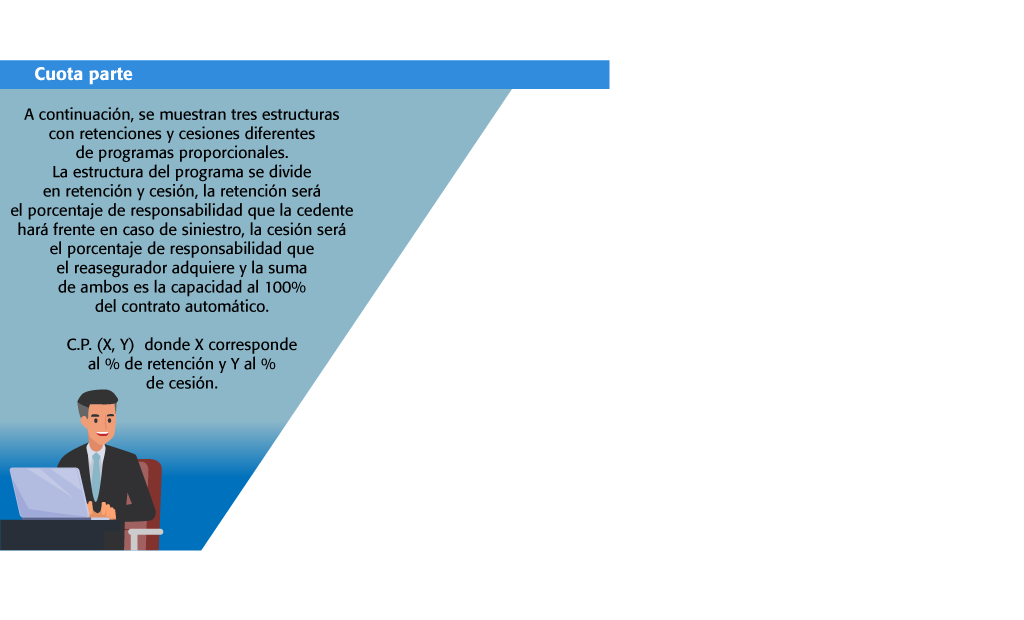 Cuota parte
A continuación, se muestran tres estructuras
con retenciones y cesiones diferentes
de programas proporcionales.
La estructura del programa se divide
en retención y cesión, la retención será
el porcentaje de responsabilidad que la cedente
hará frente en caso de siniestro, la cesión será
el porcentaje de responsabilidad que
el reasegurador adquiere y la suma
de ambos es la capacidad al 100%
del contrato automático.
C.P. (X, Y) donde X corresponde
al % de retención y Y al %
de cesión.